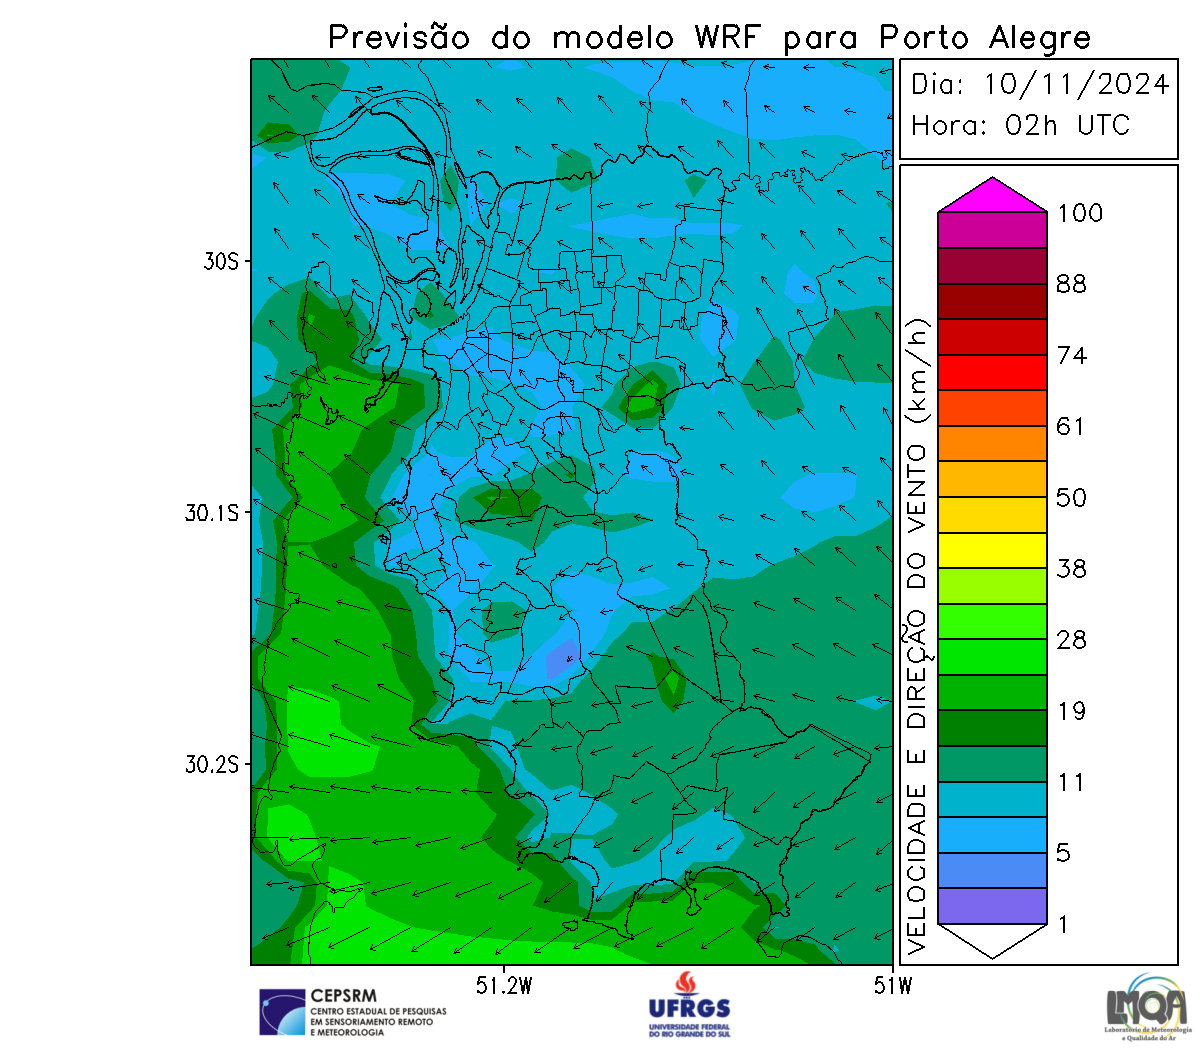 Previsão do modelo WRF para Porto Alegre
Dia: 10/11/2024
Hora: 02h UTC
100
88
74
61
50
38
28
19
11
5
1
VELOCIDADE E DIREÇÃO DO VENTO (km/h)
30S
30.1S
30.2S
51.2W
51W
CEPSRM
CENTRO ESTADUAL DE PESQUISAS
EM SENSORIAMENTO REMOTO
E METEOROLOGIA
UFRGS
UNIVERSIDADE FEDERAL
DO RIO GRANDE DO SUL
LMQA
Laboratório de Meteorologia
e Qualidade do Ar